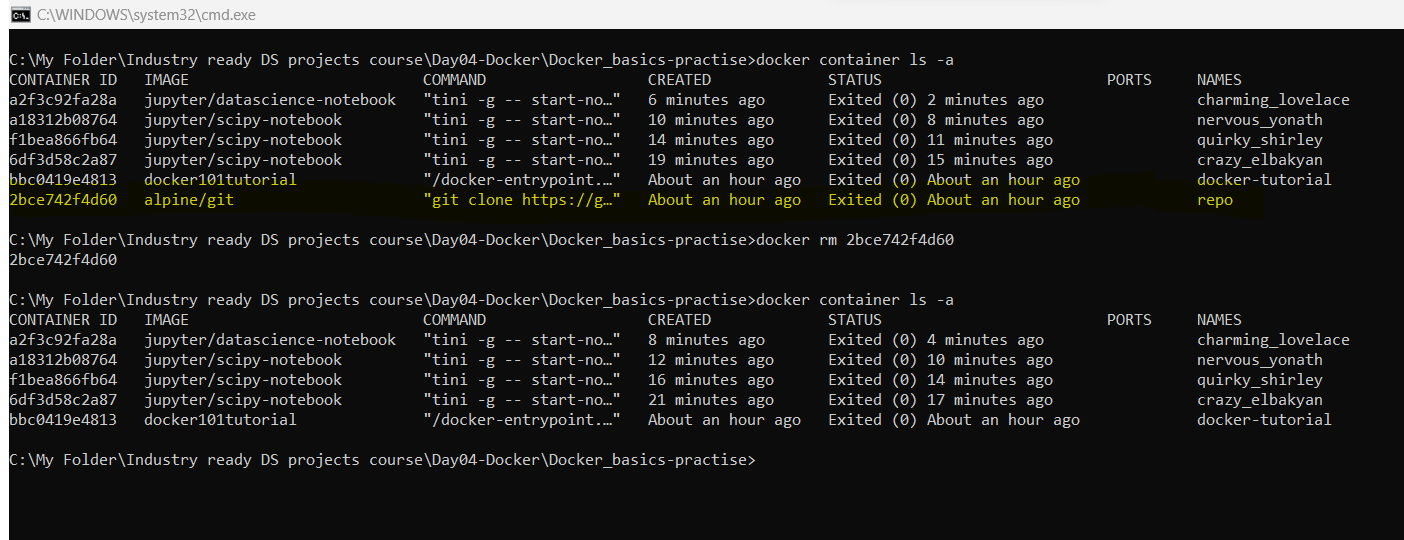 C:\WINDOWS\system32\cmd.exe
C:\My Folder\Industry ready DS projects course\Day04-Docker\Docker_basics-practise>docker container ls -a
CONTAINER ID   IMAGE                         COMMAND                  CREATED             STATUS                         PORTS     NAMES
a2f3c92fa28a   jupyter/datascience-notebook   "tini -g -- start-no…"   6 minutes ago       Exited (0) 2 minutes ago                 charming_lovelace
a18312b08764   jupyter/scipy-notebook         "tini -g -- start-no…"   10 minutes ago      Exited (0) 8 minutes ago                 nervous_yonath
f1bea866fb64   jupyter/scipy-notebook         "tini -g -- start-no…"   14 minutes ago      Exited (0) 11 minutes ago                quirky_shirley
6df3d58c2a87   jupyter/scipy-notebook         "tini -g -- start-no…"   19 minutes ago      Exited (0) 15 minutes ago                crazy_elbakyan
bbc0419e4813   docker101tutorial              "/docker-entrypoint.…"   About an hour ago   Exited (0) About an hour ago             docker-tutorial
2bce742f4d60   alpine/git                     "git clone https://g…"   About an hour ago   Exited (0) About an hour ago             repo
C:\My Folder\Industry ready DS projects course\Day04-Docker\Docker_basics-practise>docker rm 2bce742f4d60
2bce742f4d60
C:\My Folder\Industry ready DS projects course\Day04-Docker\Docker_basics-practise>docker container ls -a
CONTAINER ID   IMAGE                          COMMAND                  CREATED             STATUS                         PORTS     NAMES
a2f3c92fa28a   jupyter/datascience-notebook   "tini -g -- start-no…"   8 minutes ago       Exited (0) 4 minutes ago                 charming_lovelace
a18312b08764   jupyter/scipy-notebook         "tini -g -- start-no…"   12 minutes ago      Exited (0) 10 minutes ago                nervous_yonath
f1bea866fb64   jupyter/scipy-notebook         "tini -g -- start-no…"   16 minutes ago      Exited (0) 14 minutes ago                quirky_shirley
6df3d58c2a87   jupyter/scipy-notebook         "tini -g -- start-no…"   21 minutes ago      Exited (0) 17 minutes ago                crazy_elbakyan
bbc0419e4813   docker101tutorial              "/docker-entrypoint.…"   About an hour ago   Exited (0) About an hour ago             docker-tutorial
C:\My Folder\Industry ready DS projects course\Day04-Docker\Docker_basics-practise>